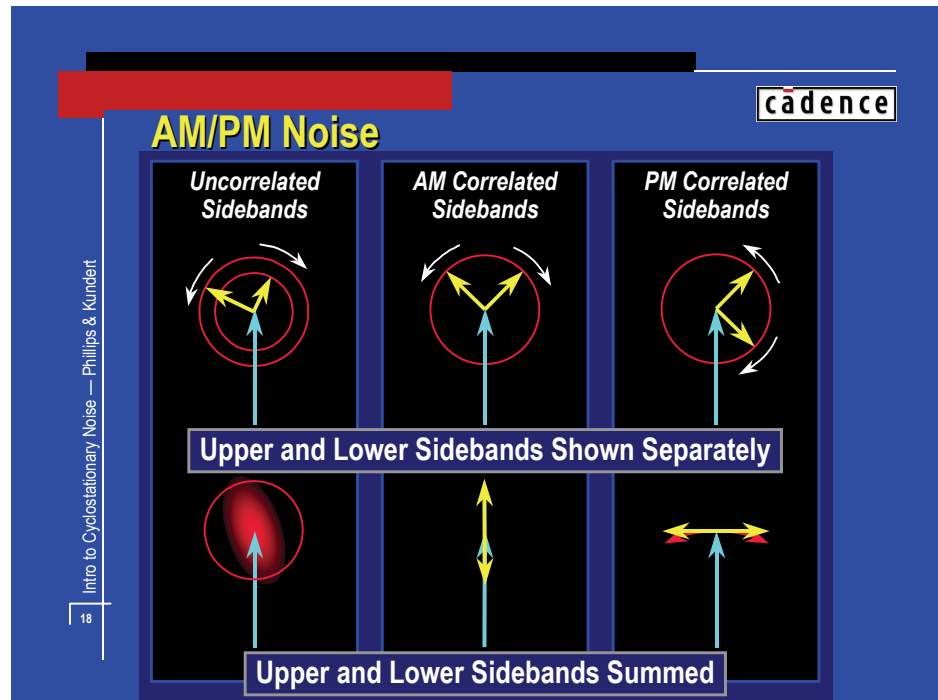 cādence
AM/PM Noise
Uncorrelated
Sidebands
AM Correlated
Sidebands
PM Correlated
Sidebands
Upper and Lower Sidebands Shown Separately
Upper and Lower Sidebands Summed
Intro to Cyclostationary Noise — Phillips & Kundert
18